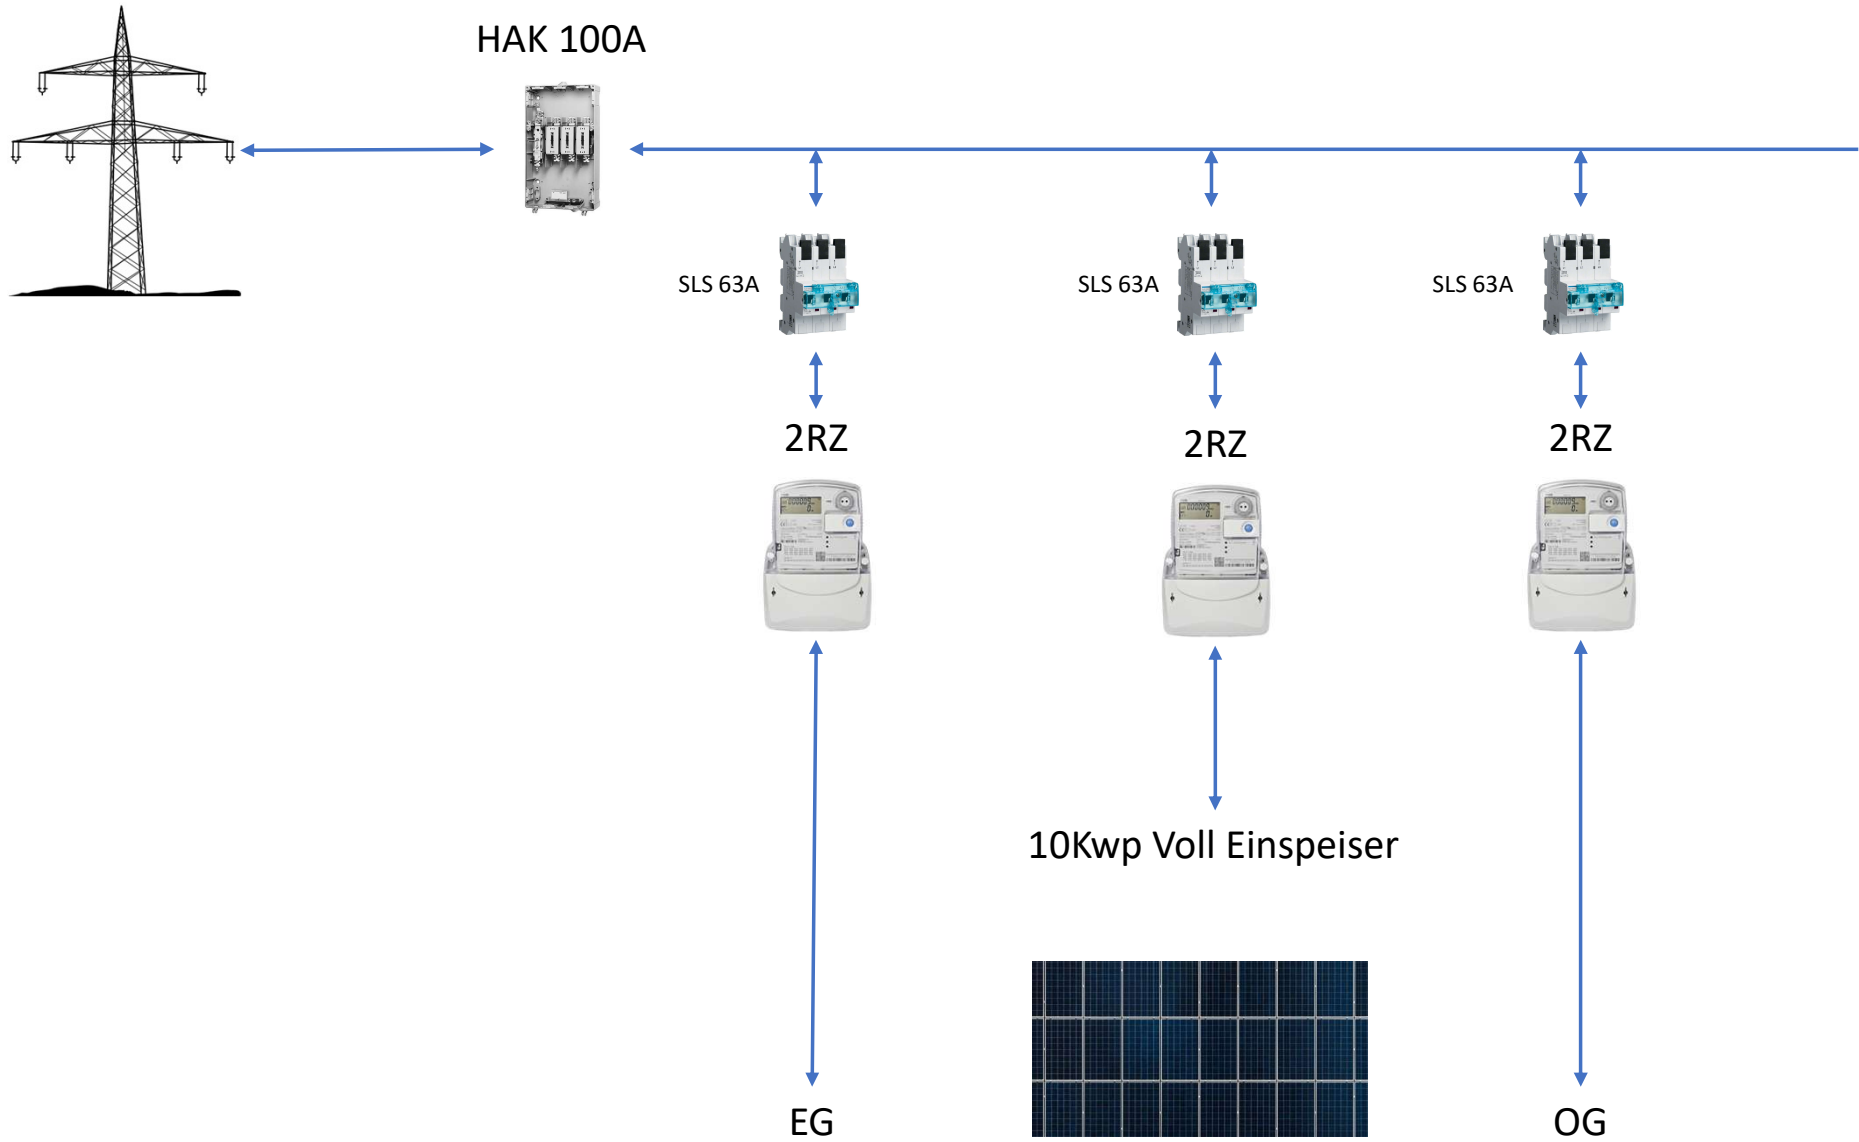 HAK 100A
SLS 63A
SLS 63A
SLS 63A
2RZ
2RZ
2RZ
10Kwp Voll Einspeiser
EG
OG